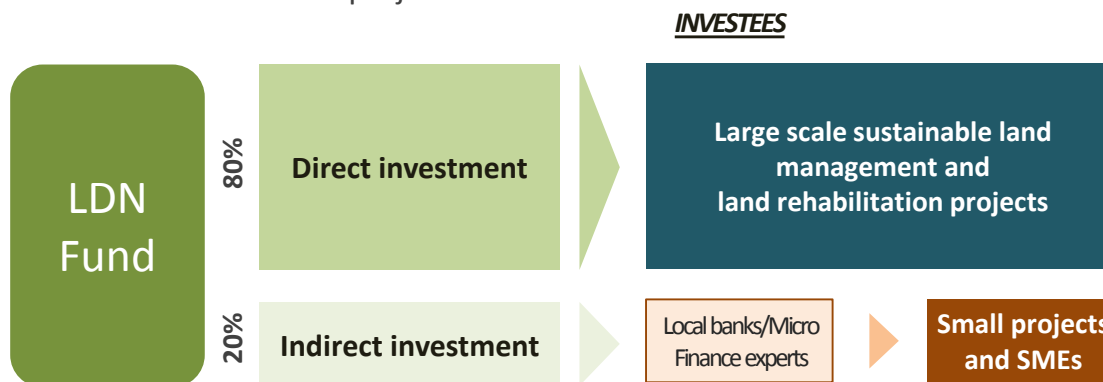 INVESTEES
LDN
Fund
80%
Direct investment
Large scale sustainable land
management and
land rehabilitation projects
20%
Indirect investment
Local banks/Micro
Finance experts
Small projects
and SMEs